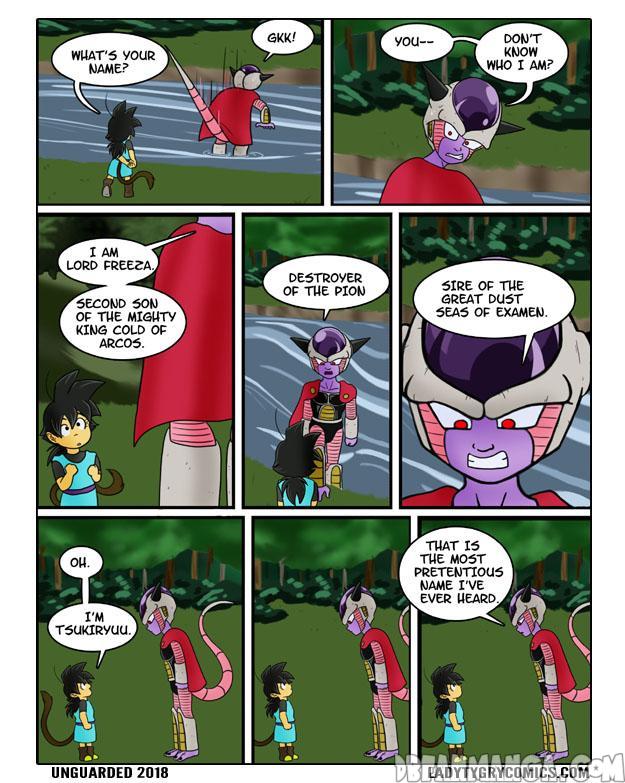 WHAT'S YOUR
NAME?
GKK!
YOU--
DON'T
KNOW
WHO I AM?
I AM
LORD FREEZA.
SECOND SON
OF THE MIGHTY
KING COLD OF
ARCOS.
DESTROYER
OF THE PION
SIRE OF THE
GREAT DUST
SEAS OF EXAMEN.
OH.
I'M
TSUKIRYUU.
THAT IS
THE MOST
PRETENTIOUS
NAME I'VE
EVER HEARD.
UNGUARDED 2018
LADYTYGRYCOMICS.COM
DBEANMANGA.COM